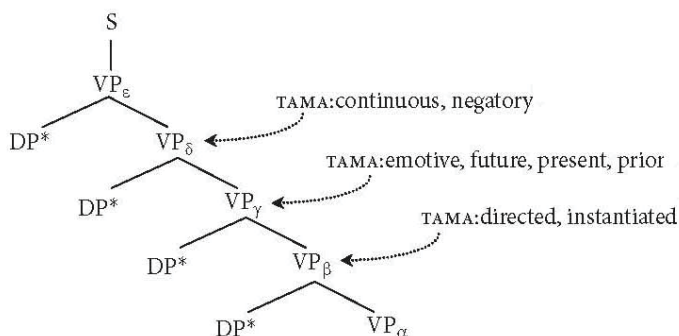 S
VPε
TAMA:continuous, negatory
DP* VPδ
TAMA:emotive, future, present, prior
DP* VPγ
TAMA:directed, instantiated
DP* VPβ
DP* VPα